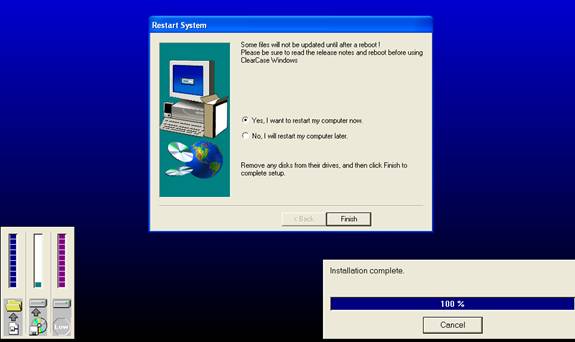 Restart System
Some files will not be updated until after a reboot !
Please be sure to read the release notes and reboot before using
ClearCase Windows
Yes, I want to restart my computer now.
No, I will restart my computer later.
Remove any disks from their drives, and then click Finish to
complete setup.
< Back
Finish
Installation complete.
100 %
Cancel
Low